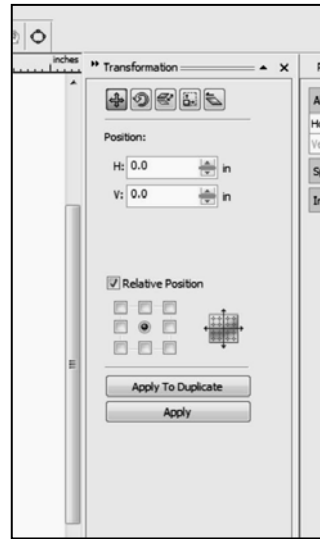 inches
Transformation
Position:
H: 0.0 in
V: 0.0 in
Relative Position
Apply To Duplicate
Apply